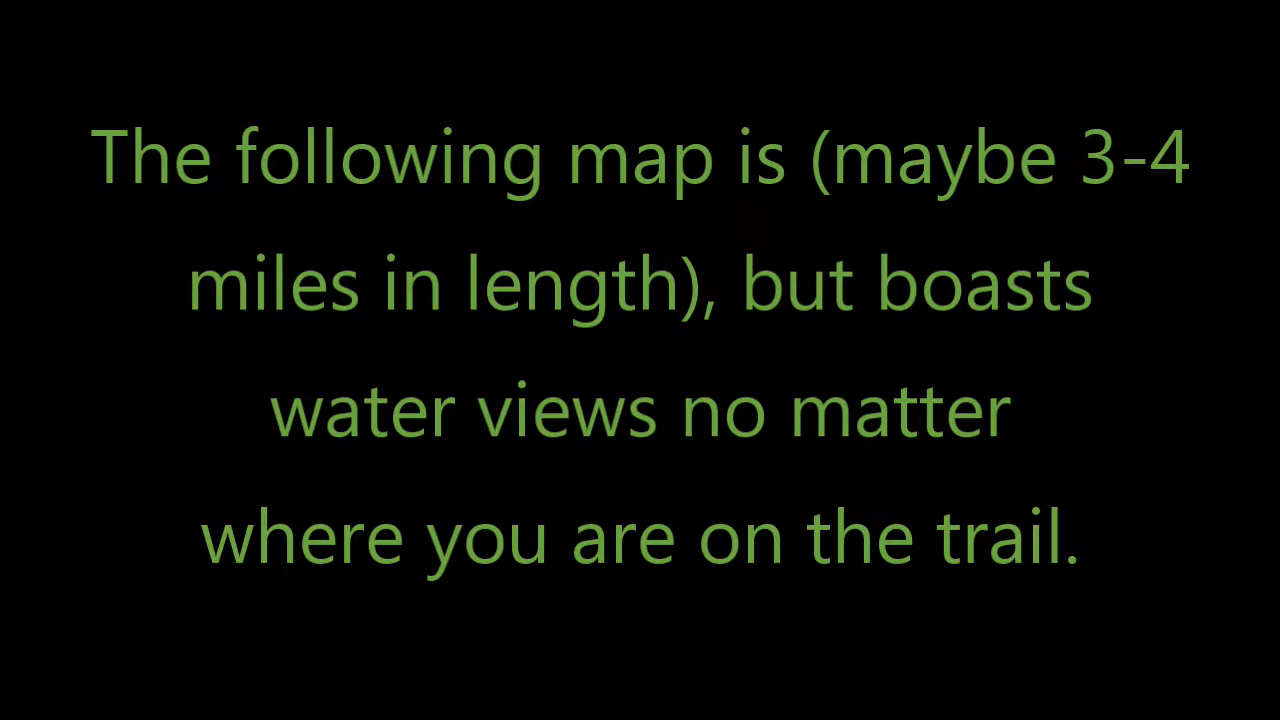 The following map is (maybe 3-4
miles in length), but boasts
water views no matter
where you are on the trail.